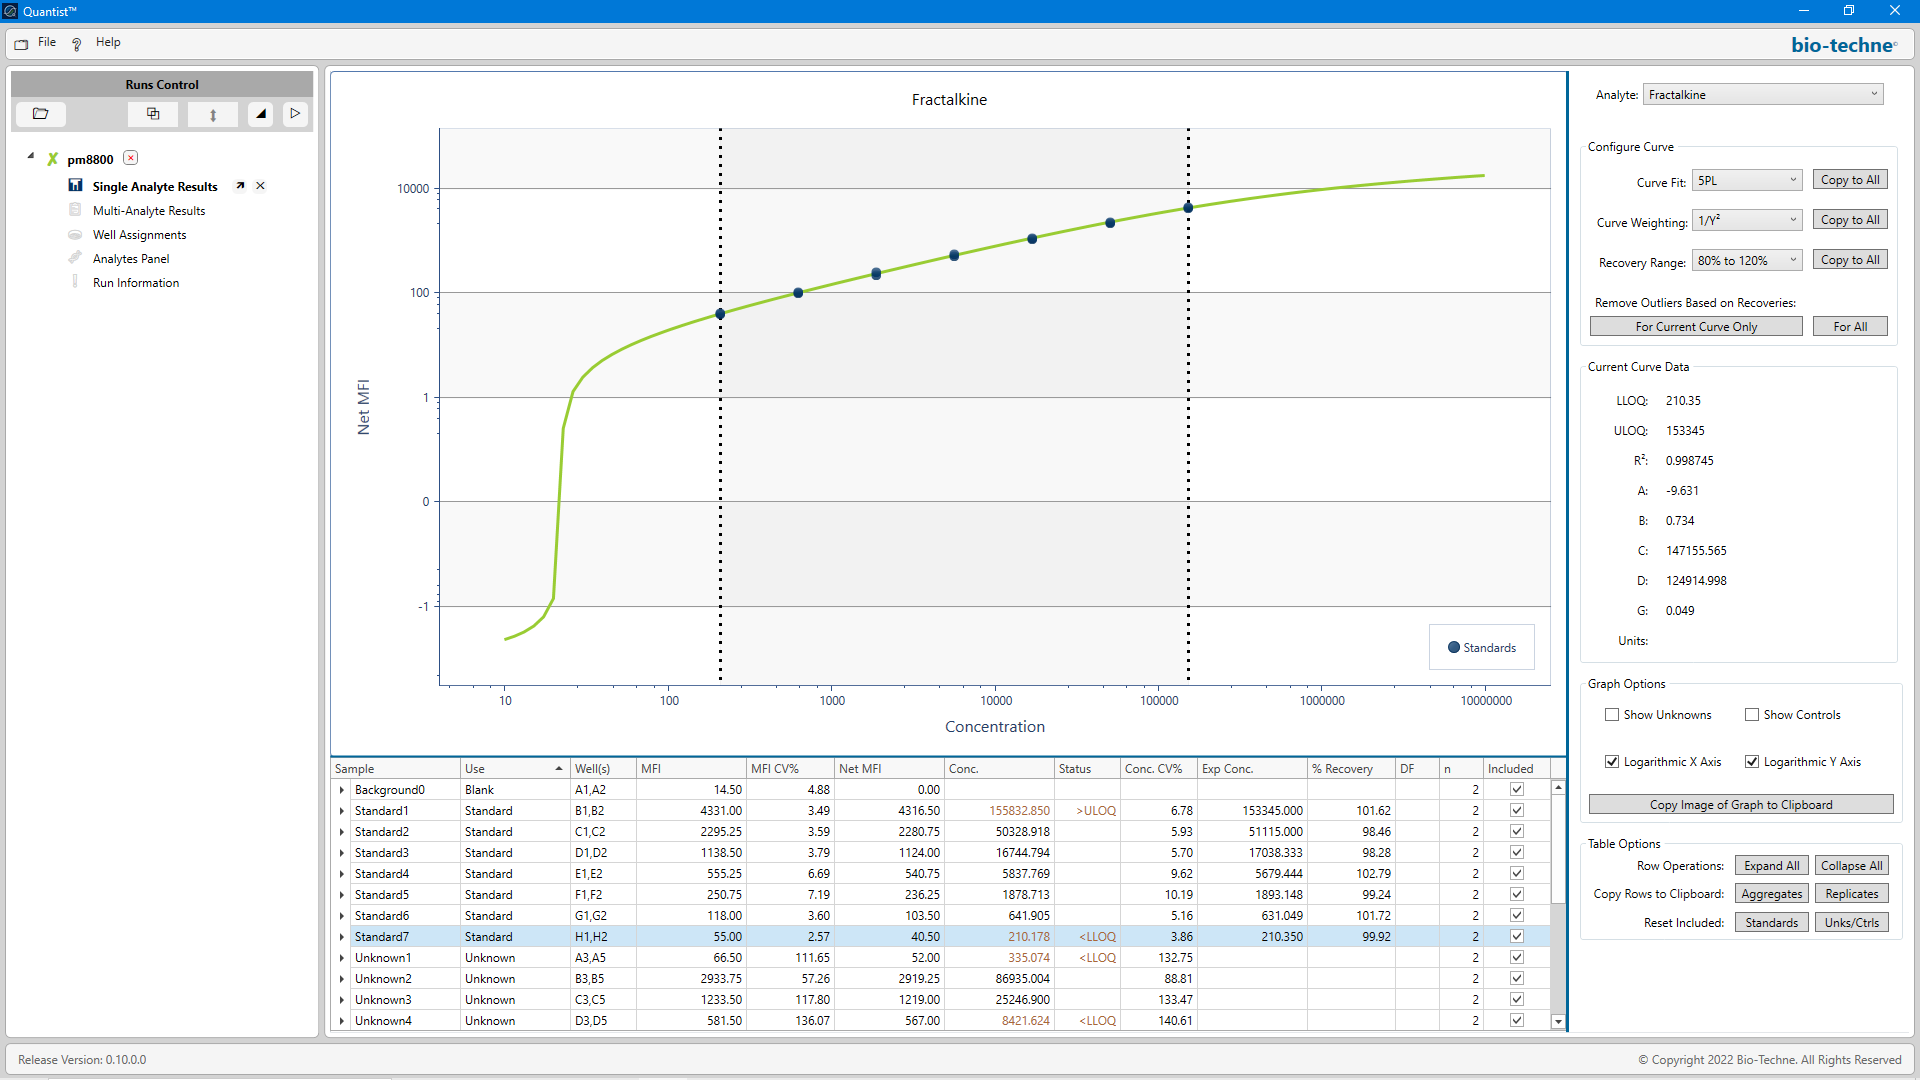 Quantist™
File Help
bio-techne
Runs Control
pm8800
Single Analyte Results
Multi-Analyte Results
Well Assignments
Analytes Panel
Run Information
Fractalkine
Net MFI
10000
100
1
0
-1
Standards
10 100 1000 10000 100000 1000000 10000000
Concentration
Analyte: Fractalkine
Configure Curve
Curve Fit: 5PL Copy to All
Curve Weighting: 1/Y² Copy to All
Recovery Range: 80% to 120% Copy to All
Remove Outliers Based on Recoveries:
For Current Curve Only For All
Current Curve Data
LLOQ: 210.35
ULOQ: 153345
R²: 0.998745
A: -9.631
B: 0.734
C: 147155.565
D: 124914.998
G: 0.049
Units:
Graph Options
Show Unknowns Show Controls
Logarithmic X Axis Logarithmic Y Axis
Copy Image of Graph to Clipboard
Table Options
Row Operations: Expand All Collapse All
Copy Rows to Clipboard: Aggregates Replicates
Reset Included: Standards Unks/Ctrls
Sample Use Well(s) MFI MFI CV% Net MFI Conc. Status Conc. CV% Exp Conc. % Recovery DF n Included
Background0 Blank A1,A2 14.50 4.88 0.00 2
Standard1 Standard B1,B2 4331.00 3.49 4316.50 155832.850 >ULOQ 6.78 153345.000 101.62 2
Standard2 Standard C1,C2 2295.25 3.59 2280.75 50328.918 5.93 51115.000 98.46 2
Standard3 Standard D1,D2 1138.50 3.79 1124.00 16744.794 5.70 17038.333 98.28 2
Standard4 Standard E1,E2 555.25 6.69 540.75 5837.769 9.62 5679.444 102.79 2
Standard5 Standard F1,F2 250.75 7.19 236.25 1878.713 10.19 1893.148 99.24 2
Standard6 Standard G1,G2 118.00 3.60 103.50 641.905 5.16 631.049 101.72 2
Standard7 Standard H1,H2 55.00 2.57 40.50 210.178 <LLOQ 3.86 210.350 99.92 2
Unknown1 Unknown A3,A5 66.50 111.65 52.00 335.074 <LLOQ 132.75 2
Unknown2 Unknown B3,B5 2933.75 57.26 2919.25 86935.004 88.81 2
Unknown3 Unknown C3,C5 1233.50 117.80 1219.00 25246.900 133.47 2
Unknown4 Unknown D3,D5 581.50 136.07 567.00 8421.624 <LLOQ 140.61 2
Release Version: 0.10.0.0
© Copyright 2022 Bio-Techne. All Rights Reserved